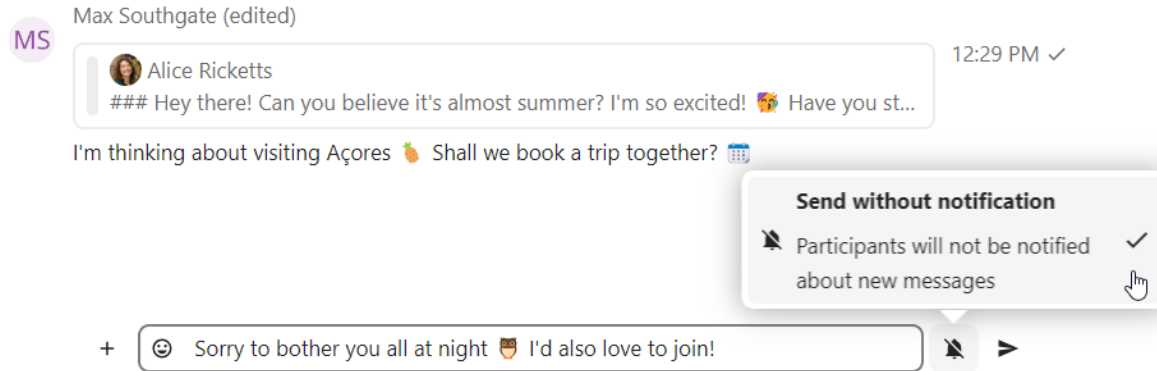 Max Southgate (edited)
MS
Alice Ricketts
12:29 PM ✓
### Hey there! Can you believe it's almost summer? I'm so excited! 🥳 Have you st...
I'm thinking about visiting Açores 🍍 Shall we book a trip together? 🗓️
Send without notification
Participants will not be notified
about new messages
Sorry to bother you all at night 🦉 I'd also love to join!